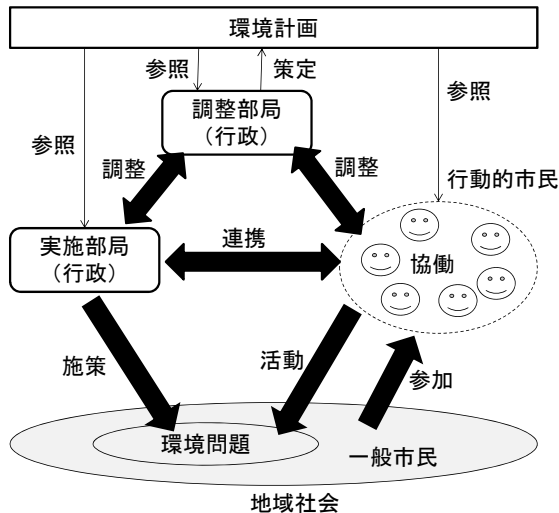 環境計画
参照
策定
参照
参照
調整部局
（行政）
調整
調整
行動的市民
実施部局
（行政）
連携
協働
施策
活動
参加
環境問題
一般市民
地域社会